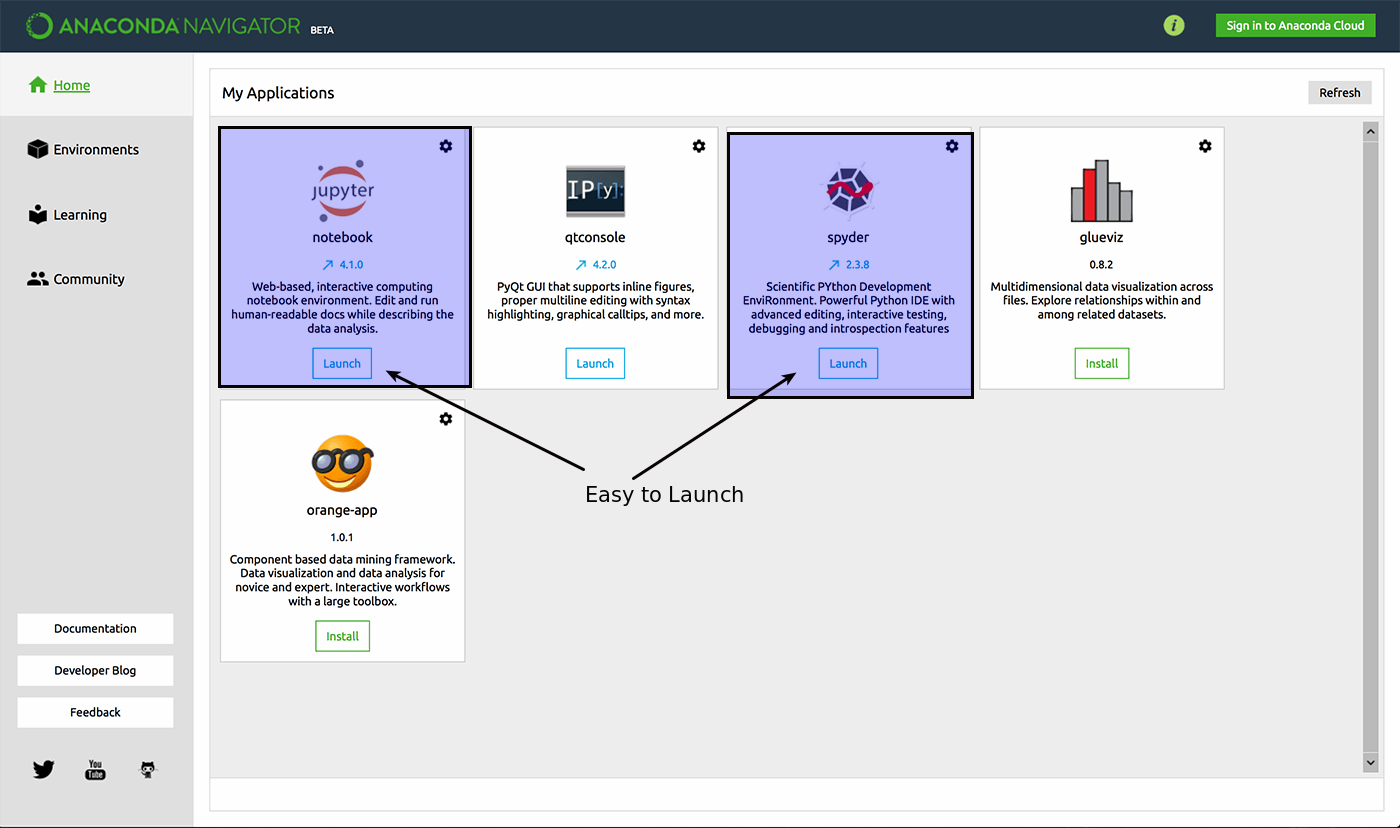 ANACONDA NAVIGATOR BETA
i
Sign in to Anaconda Cloud
Home
Environments
Learning
Community
Documentation
Developer Blog
Feedback
You
Tube
My Applications
Refresh
jupyter
notebook
4.1.0
Web-based, interactive computing
notebook environment. Edit and run
human-readable docs while describing the
data analysis.
Launch
IP[y]:
qtconsole
4.2.0
PyQt GUI that supports inline figures,
proper multiline editing with syntax
highlighting, graphical calltips, and more.
Launch
spyder
2.3.8
Scientific PYthon Development
EnviRonment. Powerful Python IDE with
advanced editing, interactive testing,
debugging and introspection features
Launch
glueviz
0.8.2
Multidimensional data visualization across
files. Explore relationships within and
among related datasets.
Install
orange-app
1.0.1
Component based data mining framework.
Data visualization and data analysis for
novice and expert. Interactive workflows
with a large toolbox.
Install
Easy to Launch